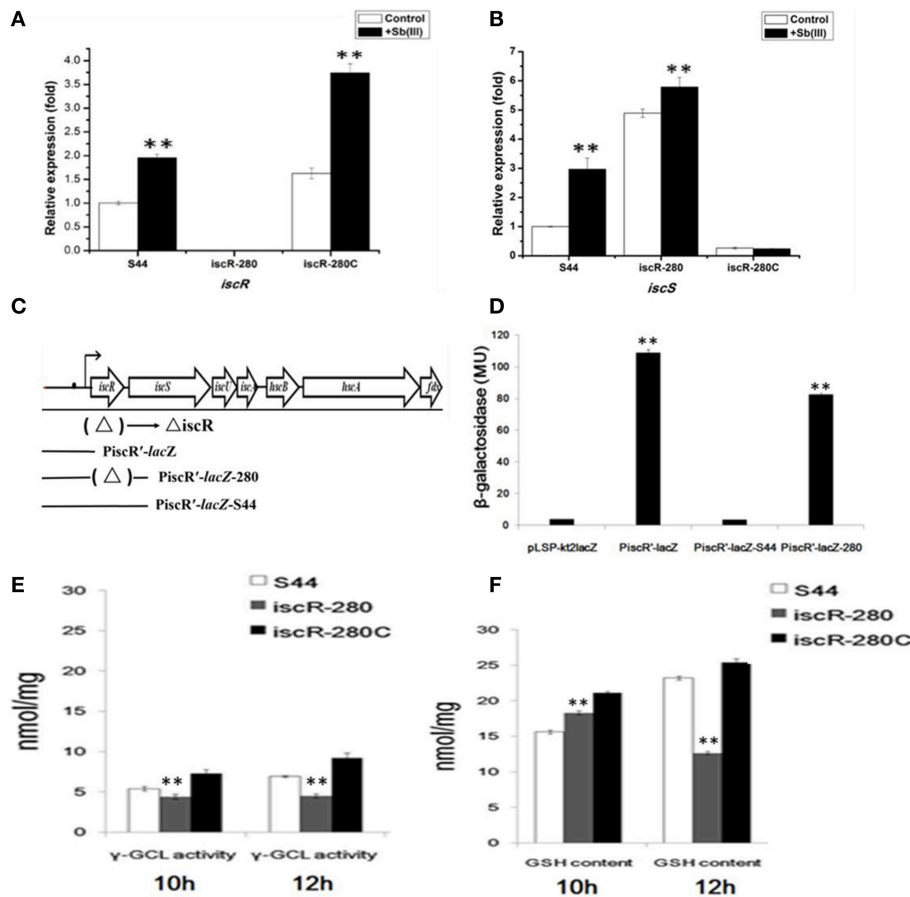 A
Control
+Sb(III)
Relative expression (fold)
4.0
3.5
3.0
2.5
2.0
1.5
1.0
0.5
0.0
**
**
S44
iscR-280
iscR-280C
iscR
B
Control
+Sb(III)
Relative expression (fold)
7
6
5
4
3
2
1
0
**
**
S44
iscR-280
iscR-280C
iscS
C
iscR
iscS
iscU
iscA
hscB
hscA
(△)
△iscR
PiscR′-lacZ
(△)
PiscR′-lacZ-280
PiscR′-lacZ-S44
D
β-galactosidase (MU)
120
100
80
60
40
20
0
**
**
pLSP-kt2lacZ
PiscR′-lacZ
PiscR′-lacZ-S44
PiscR′-lacZ-280
E
S44
iscR-280
iscR-280C
nmol/mg
30
25
20
15
10
5
0
**
**
γ-GCL activity
γ-GCL activity
10h
12h
F
S44
iscR-280
iscR-280C
nmol/mg
30
25
20
15
10
5
0
**
**
GSH content
GSH content
10h
12h